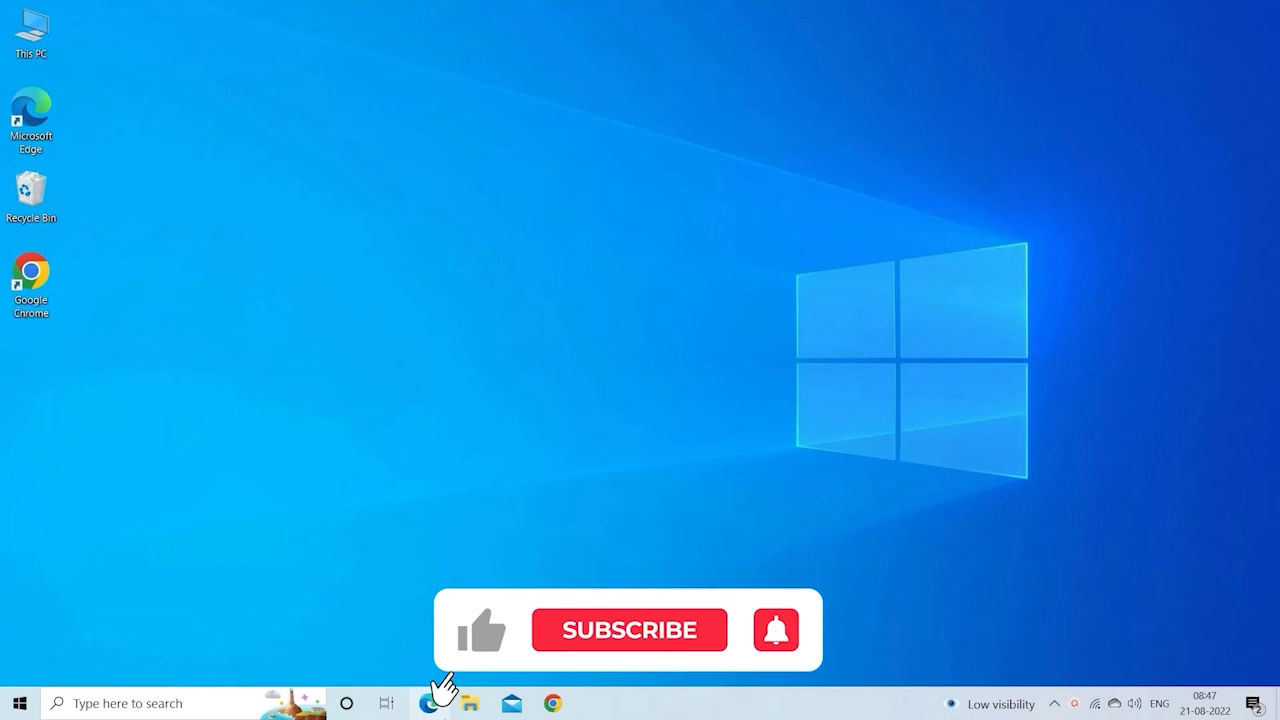 This PC
Microsoft
Edge
Recycle Bin
Google
Chrome
SUBSCRIBE
Type here to search
Low visibility
ENG
08:47
21-08-2022
2